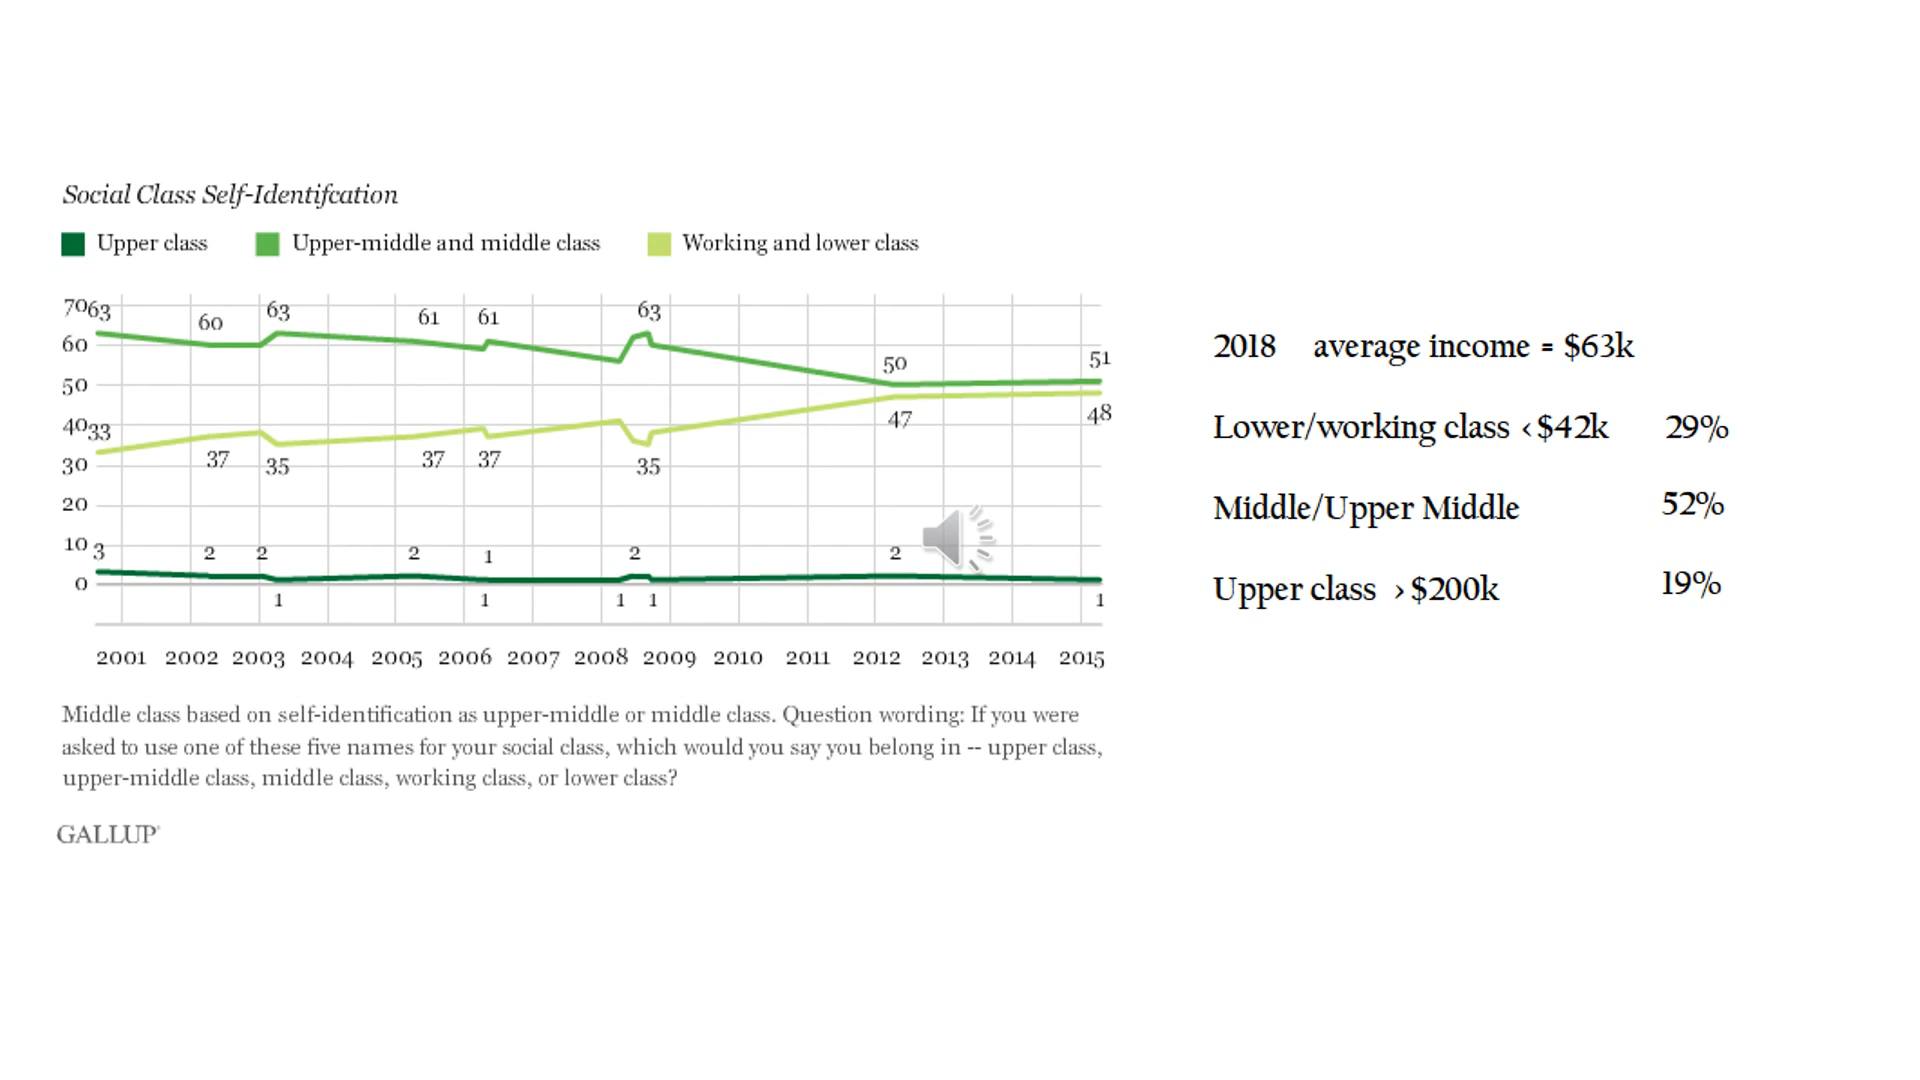 Social Class Self-Identifcation
Upper class Upper-middle and middle class Working and lower class
70
63 60 63 61 61 63 50 51
60
50
40
33 37 35 37 37 35 47 48
30
20
10
3 2 2 2 1 2 2
0
1 1 1 1 1
2001 2002 2003 2004 2005 2006 2007 2008 2009 2010 2011 2012 2013 2014 2015
Middle class based on self-identification as upper-middle or middle class. Question wording: If you were
asked to use one of these five names for your social class, which would you say you belong in -- upper class,
upper-middle class, middle class, working class, or lower class?
GALLUP®
2018 average income = $63k
Lower/working class <$42k 29%
Middle/Upper Middle 52%
Upper class >$200k 19%